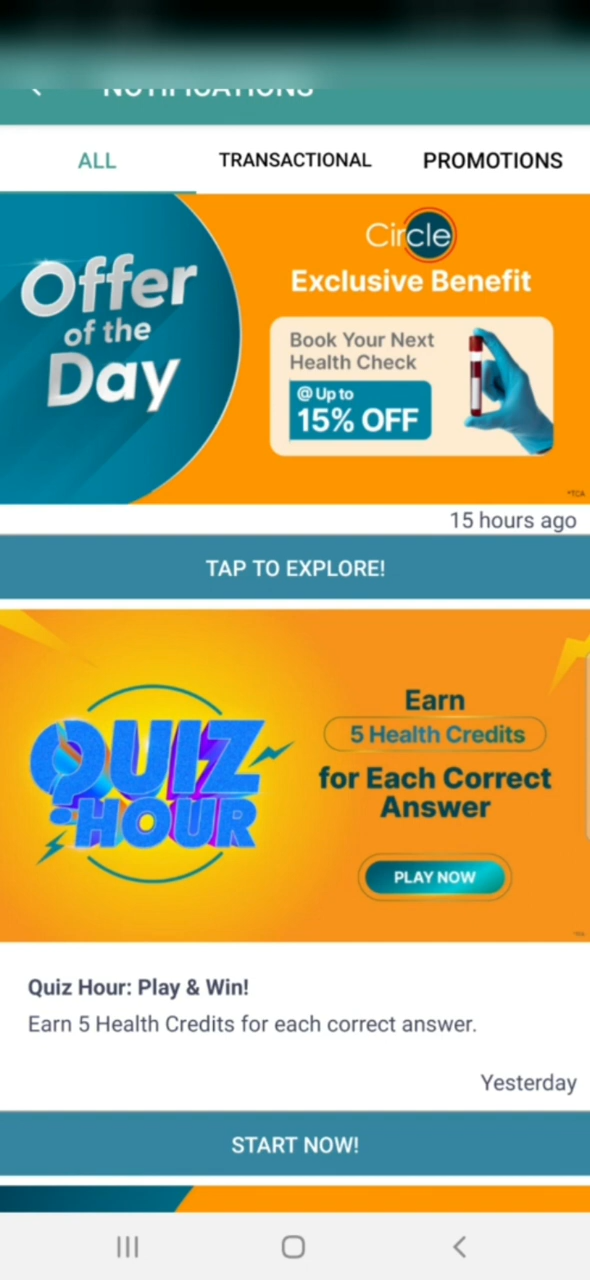 NOTIFICATIONS
ALL
TRANSACTIONAL
PROMOTIONS
Offer
of the
Day
Circle
Exclusive Benefit
Book Your Next
Health Check
@ Up to
15% OFF
*TCA
15 hours ago
TAP TO EXPLORE!
QUIZ
HOUR
Earn
5 Health Credits
for Each Correct
Answer
PLAY NOW
Quiz Hour: Play & Win!
Earn 5 Health Credits for each correct answer.
Yesterday
START NOW!